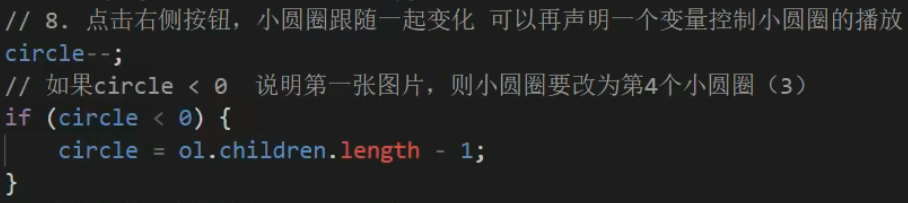 // 8. 点击右侧按钮，小圆圈跟随一起变化 可以再声明一个变量控制小圆圈的播放
circle--;
// 如果circle < 0  说明第一张图片，则小圆圈要改为第4个小圆圈（3）
if (circle < 0) {
    circle = ol.children.length - 1;
}